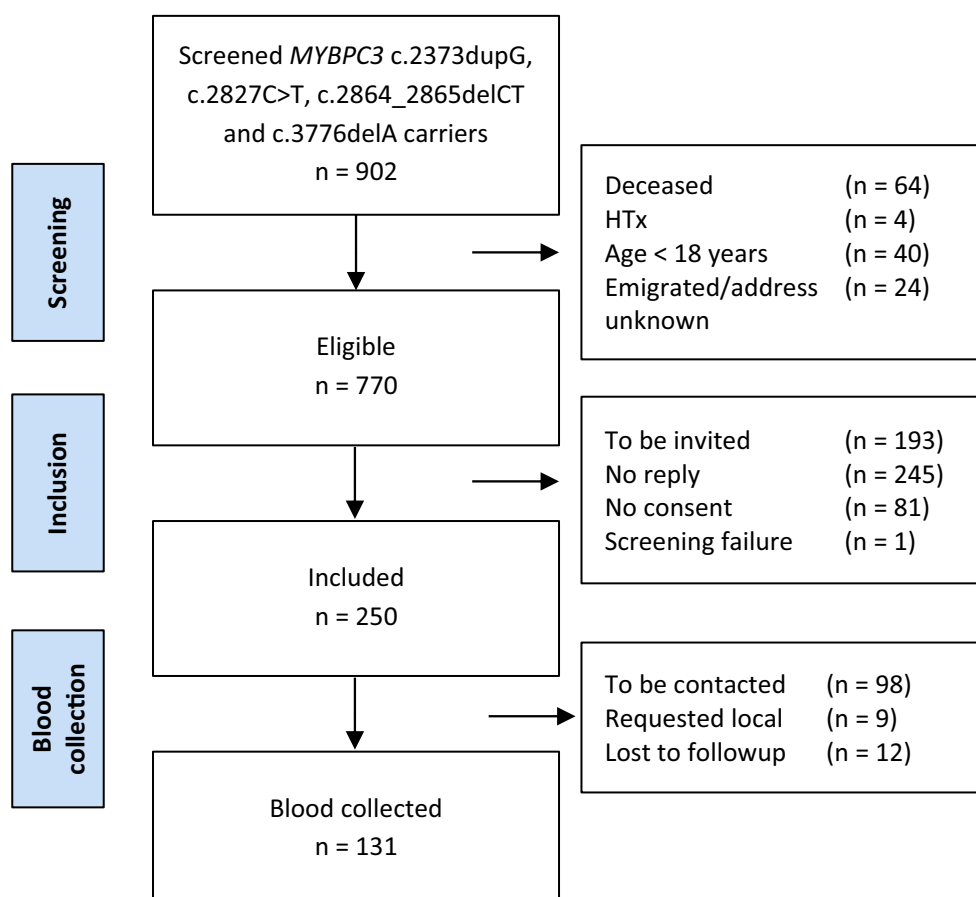 Screened MYBPC3 c.2373dupG,
c.2827C>T, c.2864_2865delCT
and c.3776delA carriers
n = 902
Screening
Deceased (n = 64)
HTx (n = 4)
Age < 18 years (n = 40)
Emigrated/address (n = 24)
unknown
Eligible
n = 770
Inclusion
To be invited (n = 193)
No reply (n = 245)
No consent (n = 81)
Screening failure (n = 1)
Included
n = 250
Blood
collection
To be contacted (n = 98)
Requested local (n = 9)
Lost to followup (n = 12)
Blood collected
n = 131